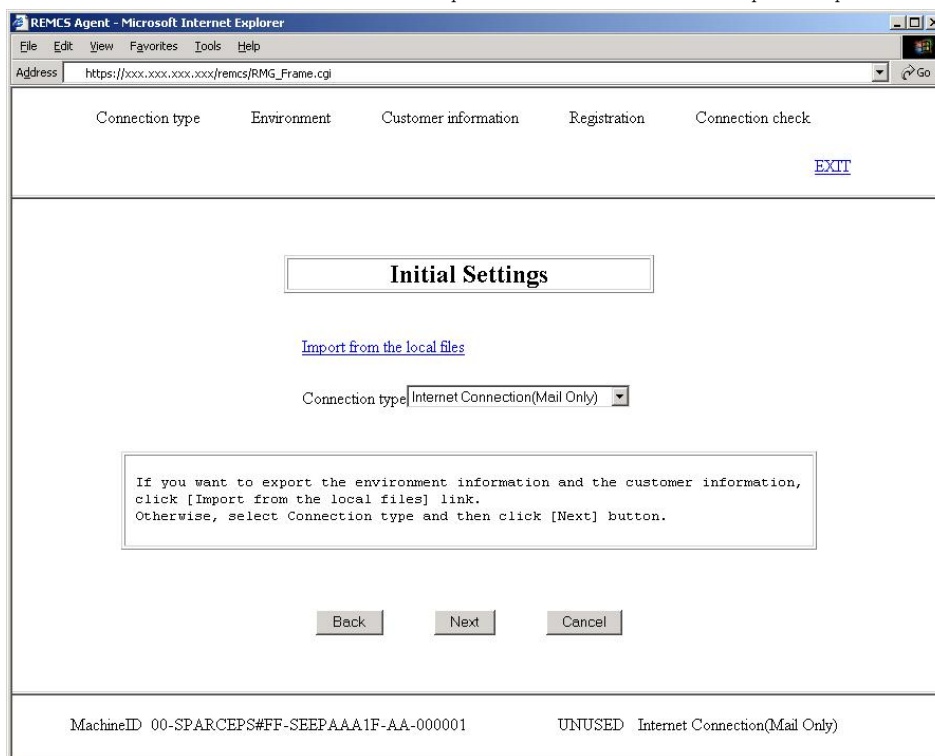 REMCS Agent - Microsoft Internet Explorer
File Edit View Favorites Tools Help
Address https://xxx.xxx.xxx.xxx/remcs/RMG_Frame.cgi Go
Connection type Environment Customer information Registration Connection check
EXIT
Initial Settings
Import from the local files
Connection type Internet Connection(Mail Only)
If you want to export the environment information and the customer information,
click [Import from the local files] link.
Otherwise, select Connection type and then click [Next] button.
Back Next Cancel
MachineID 00-SPARCEPS#FF-SEEPAAA1F-AA-000001 UNUSED Internet Connection(Mail Only)